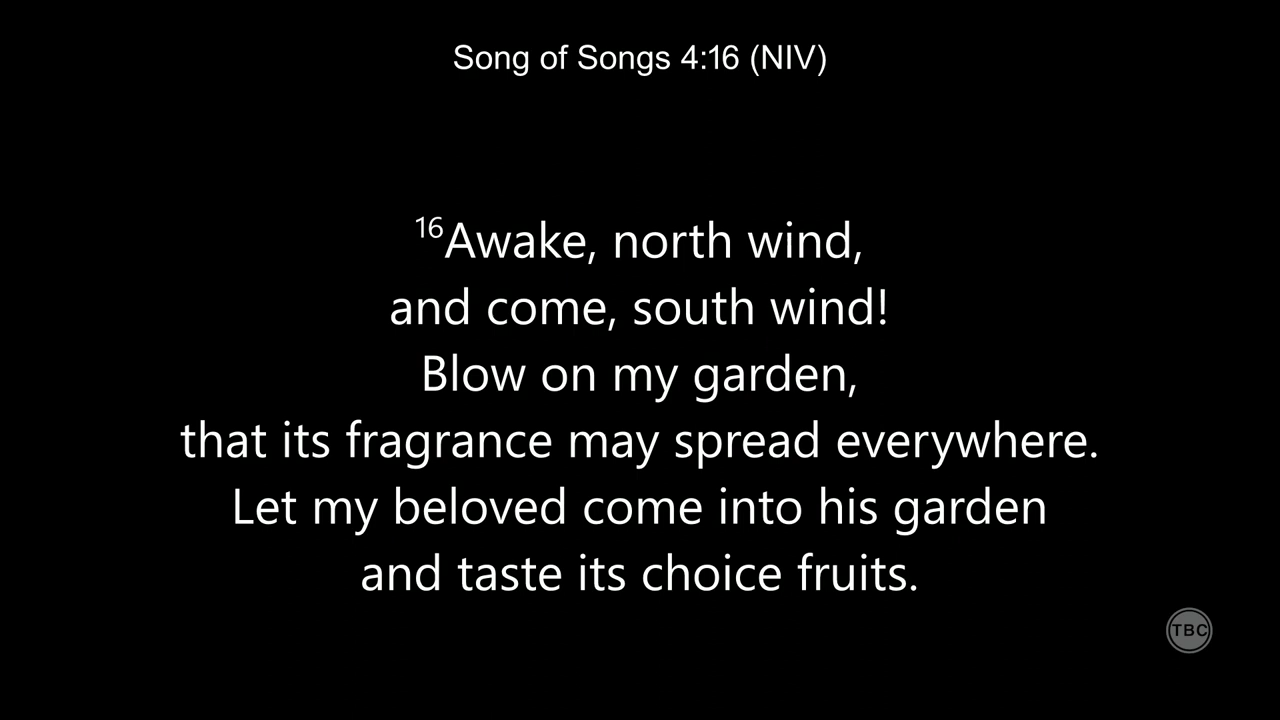 Song of Songs 4:16 (NIV)
16Awake, north wind,
and come, south wind!
Blow on my garden,
that its fragrance may spread everywhere.
Let my beloved come into his garden
and taste its choice fruits.
TBC